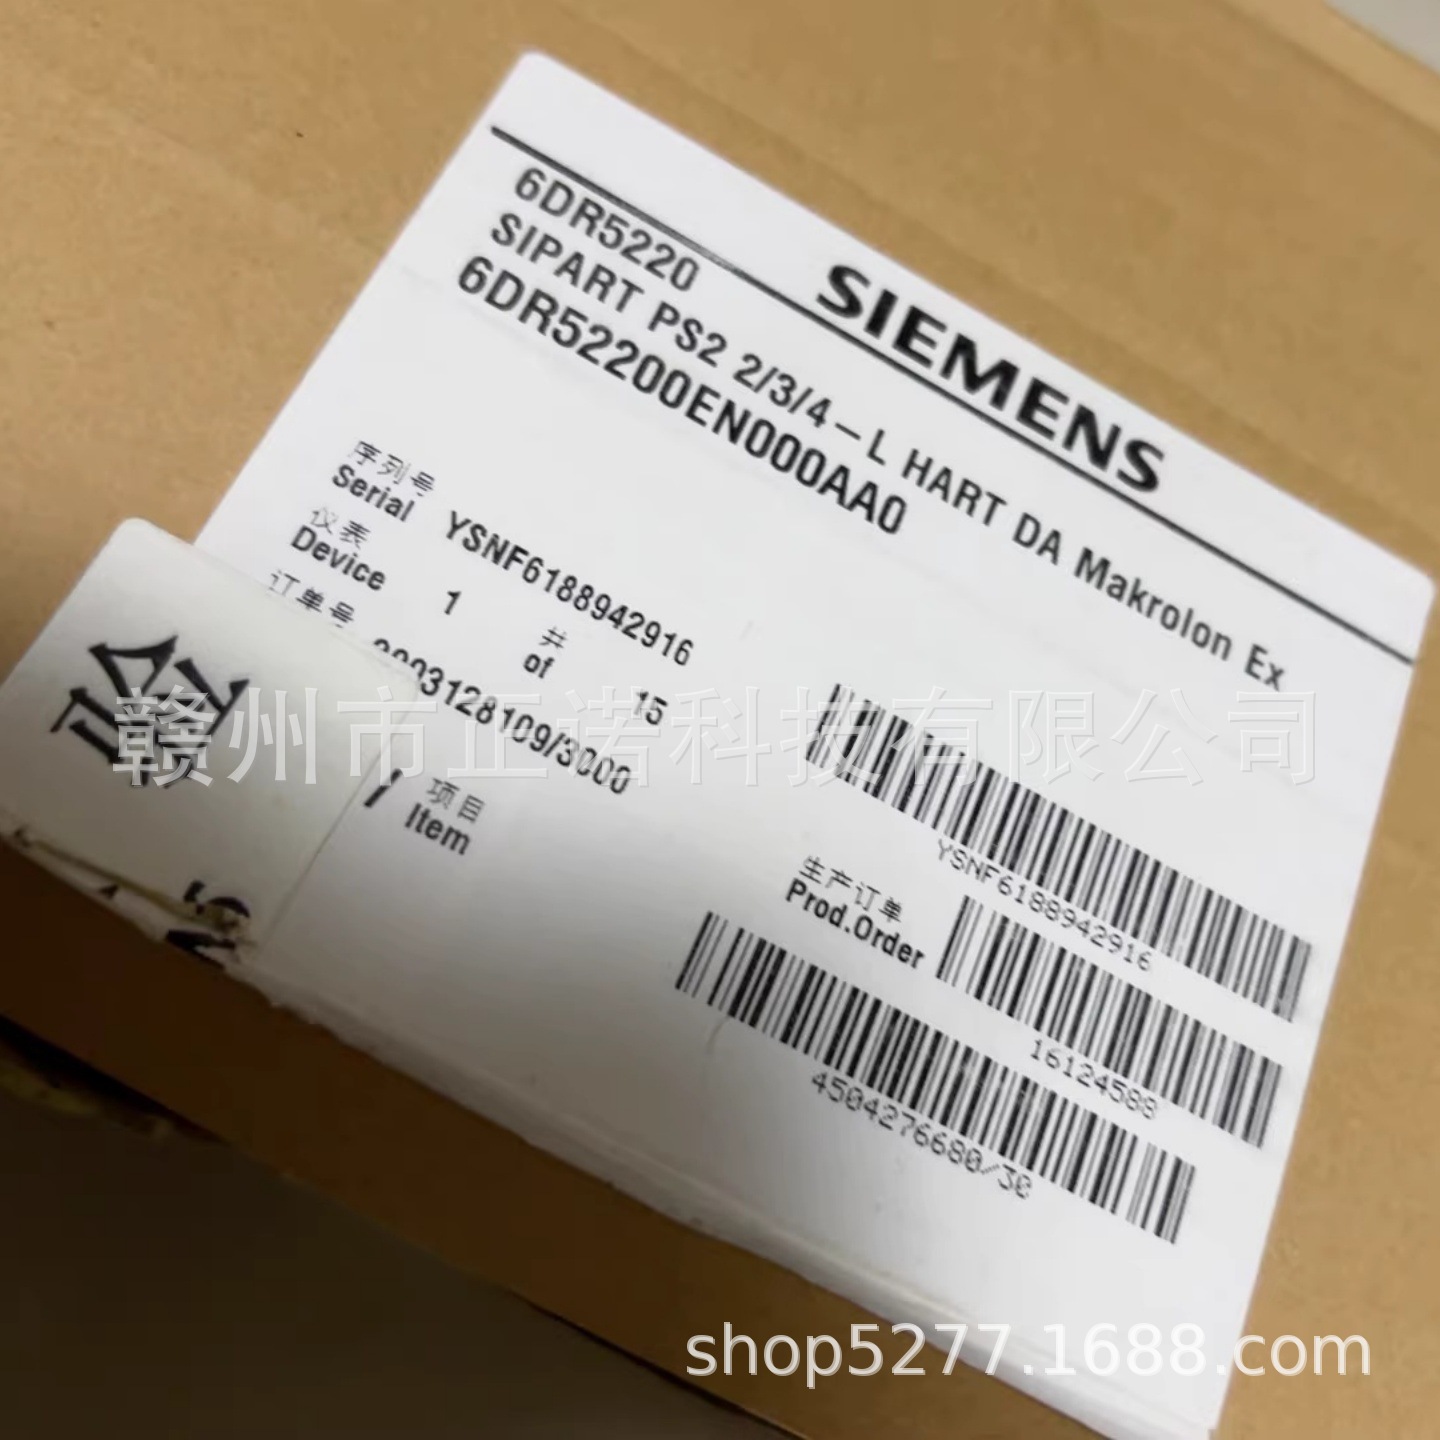 SIEMENS
6DR5220
SIPART PS2 2/3/4-L HART DA Makrolon Ex
6DR52200EN000AA0
序列号
Serial YSNF6188942916
仪表 共
Device 1 of 15
订单号
3128109/3000
项目
/ Item
YSNF6188942916
生产订单
Prod.Order
16124588
4504276680/30
验
赣州市正诺科技有限公司
shop5277.1688.com